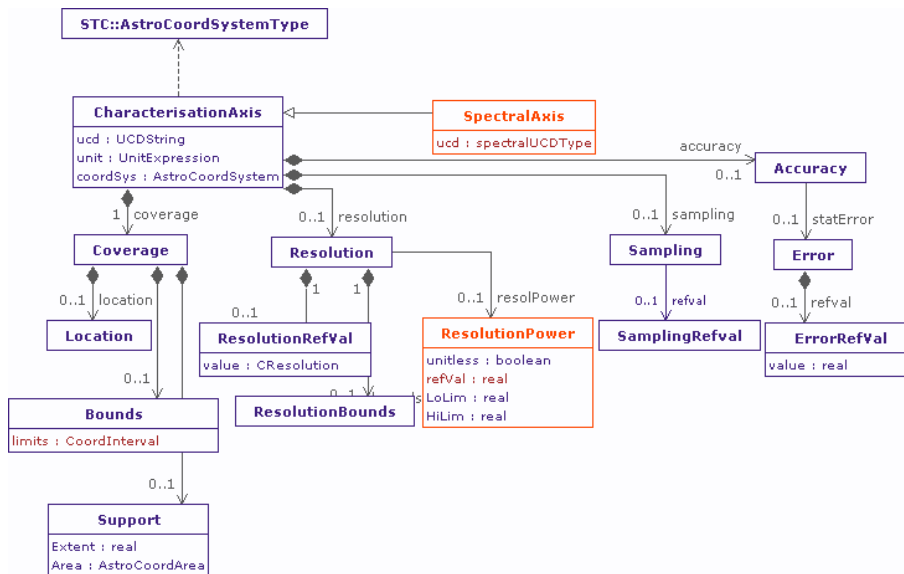 STC::AstroCoordSystemType
CharacterisationAxis
ucd : UCDString
unit : UnitExpression
coordSys : AstroCoordSystem
SpectralAxis
ucd : spectralUCDType
accuracy
0..1
Accuracy
1 coverage
0..1 resolution
0..1 sampling
0..1 statError
Coverage
Resolution
Sampling
Error
0..1 location
1
1
0..1
0..1 resolPower
0..1 refval
0..1 refval
Location
ResolutionRefVal
value : CResolution
ResolutionPower
unitless : boolean
refVal : real
LoLim : real
HiLim : real
SamplingRefval
ErrorRefVal
value : real
0..1
Bounds
limits : CoordInterval
ResolutionBounds
0..1
Support
Extent : real
Area : AstroCoordArea